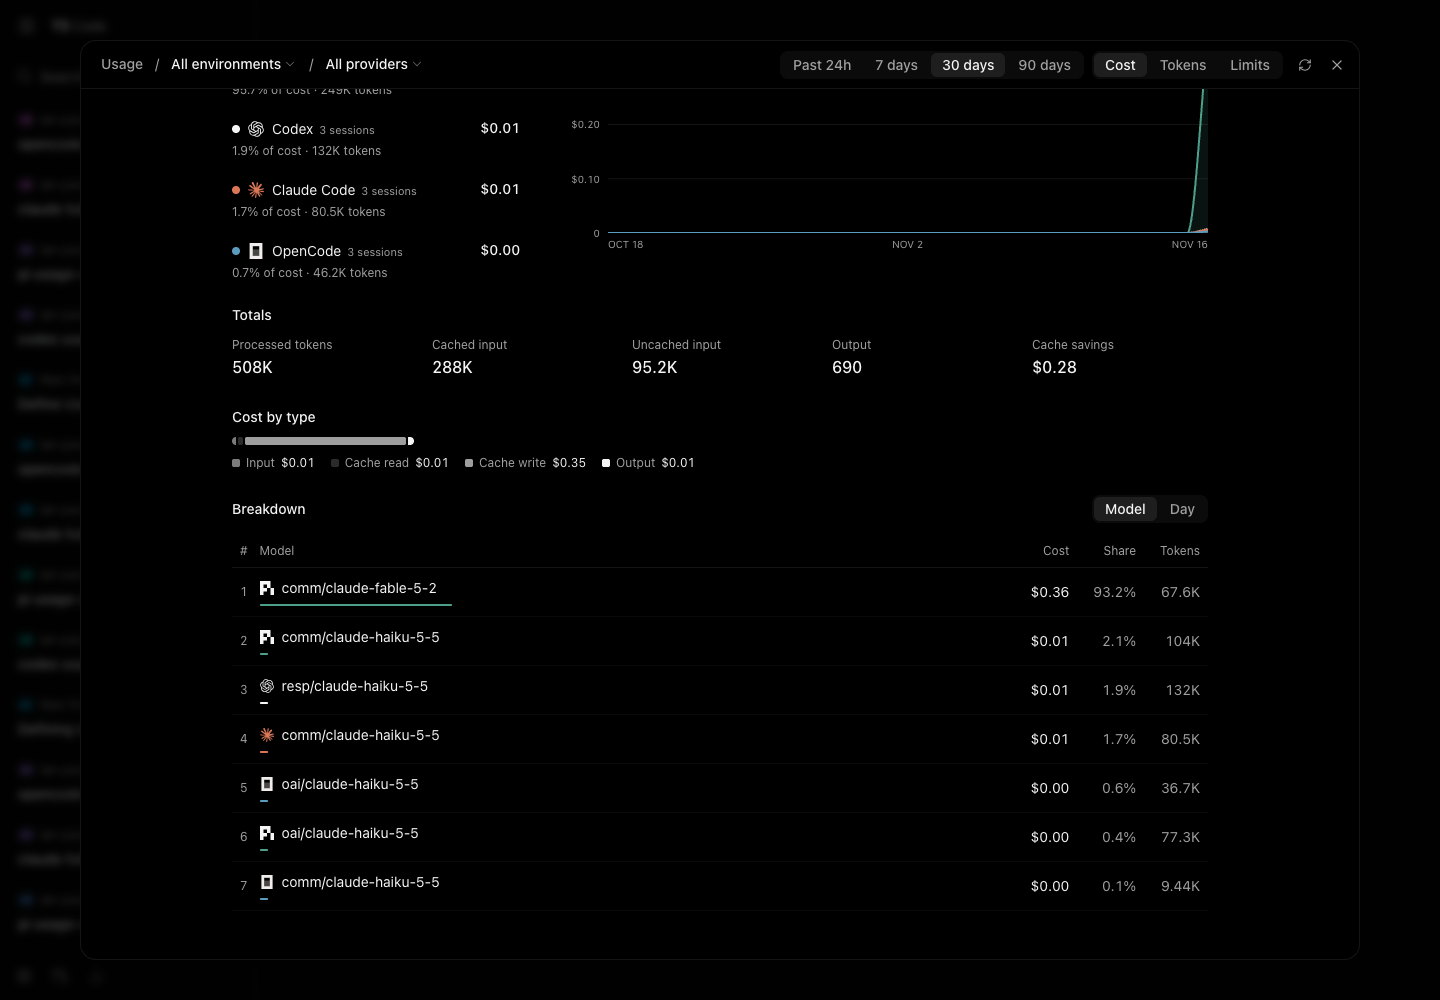 Usage / All environments / All providers
Past 24h 7 days 30 days 90 days
Cost Tokens Limits
95.7% of cost · 249K tokens
Codex 3 sessions $0.01
1.9% of cost · 132K tokens
Claude Code 3 sessions $0.01
1.7% of cost · 80.5K tokens
OpenCode 3 sessions $0.00
0.7% of cost · 46.2K tokens
$0.20
$0.10
0
OCT 18 NOV 2 NOV 16
Totals
Processed tokens Cached input Uncached input Output Cache savings
508K 288K 95.2K 690 $0.28
Cost by type
Input $0.01 Cache read $0.01 Cache write $0.35 Output $0.01
Breakdown
Model Day
# Model Cost Share Tokens
1 comm/claude-fable-5-2 $0.36 93.2% 67.6K
2 comm/claude-haiku-5-5 $0.01 2.1% 104K
3 resp/claude-haiku-5-5 $0.01 1.9% 132K
4 comm/claude-haiku-5-5 $0.01 1.7% 80.5K
5 oai/claude-haiku-5-5 $0.00 0.6% 36.7K
6 oai/claude-haiku-5-5 $0.00 0.4% 77.3K
7 comm/claude-haiku-5-5 $0.00 0.1% 9.44K